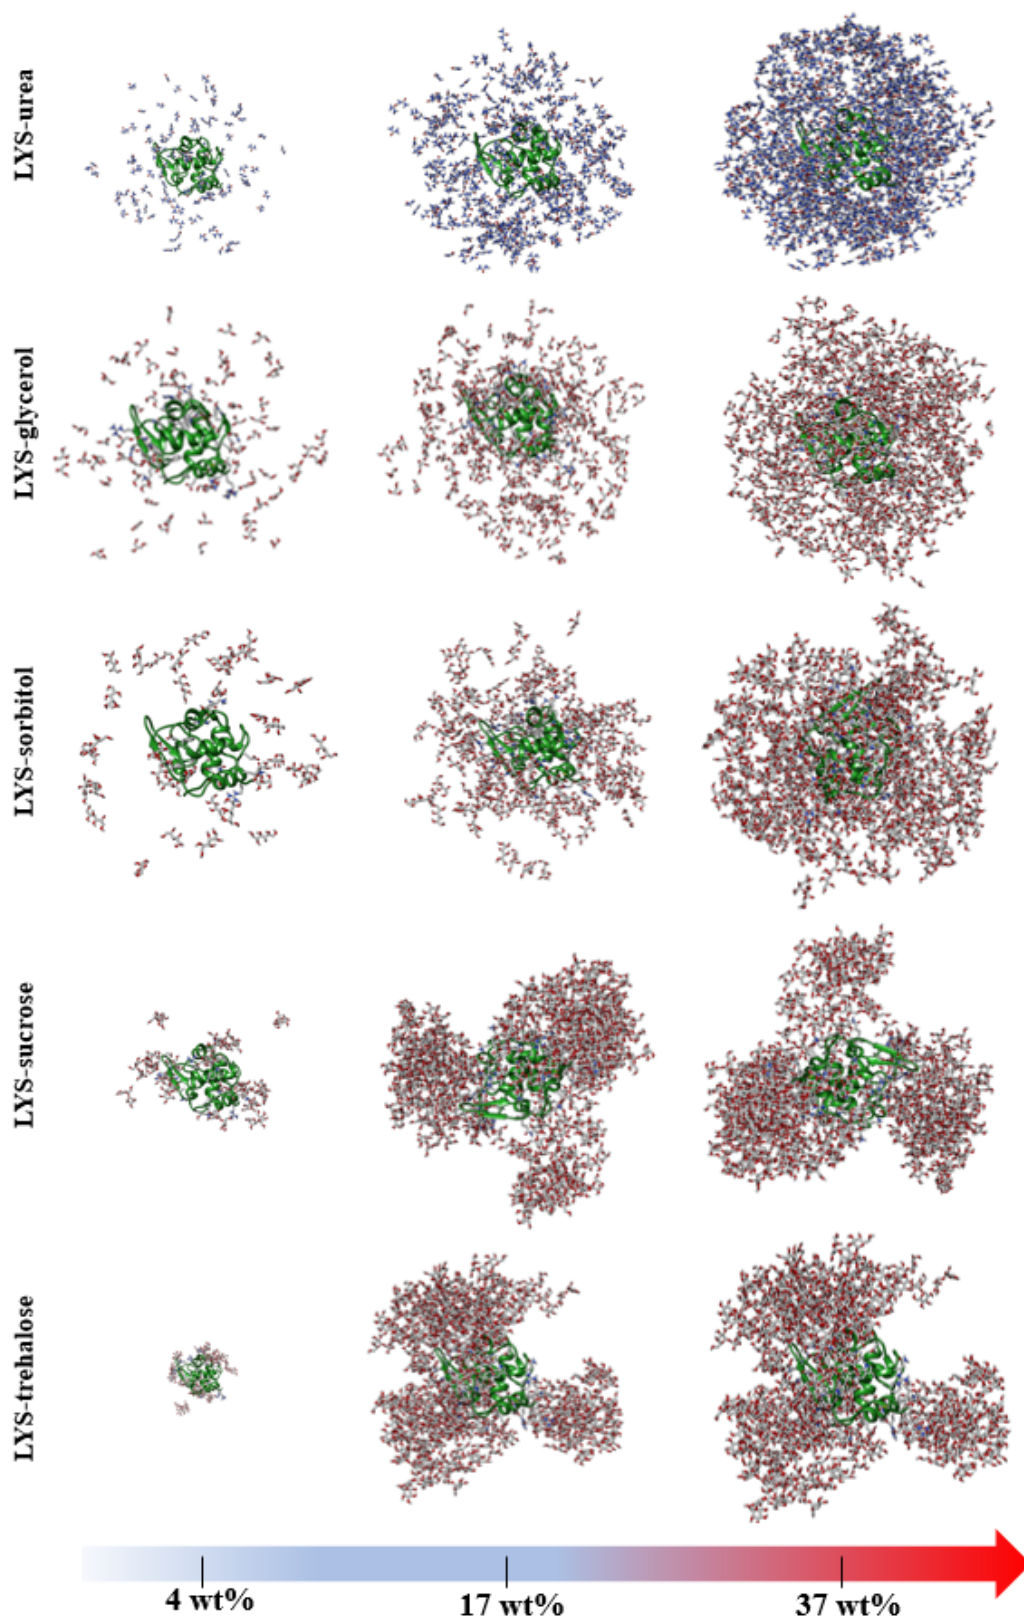 LYS-urea
LYS-glycerol
LYS-sorbitol
LYS-sucrose
LYS-trehalose
4 wt%
17 wt%
37 wt%